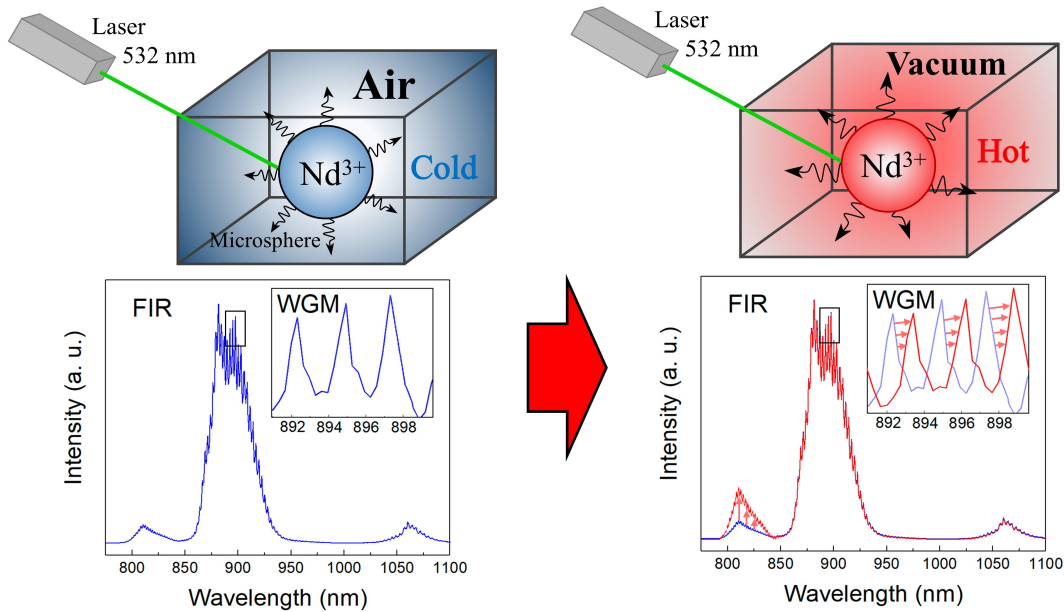 Laser
532 nm
Air
Cold
Nd³⁺
Microsphere
Laser
532 nm
Vacuum
Hot
Nd³⁺
FIR
WGM
892 894 896 898
Intensity (a. u.)
800 850 900 950 1000 1050 1100
Wavelength (nm)
FIR
WGM
892 894 896 898
Intensity (a. u.)
800 850 900 950 1000 1050 1100
Wavelength (nm)